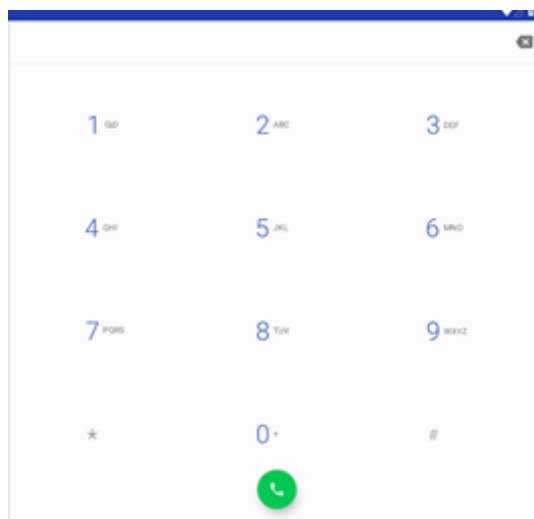 1
2 ABC 3 DEF
4 GHI 5 JKL 6 MNO
7 PQRS 8 TUV 9 WXYZ
* 0 + #